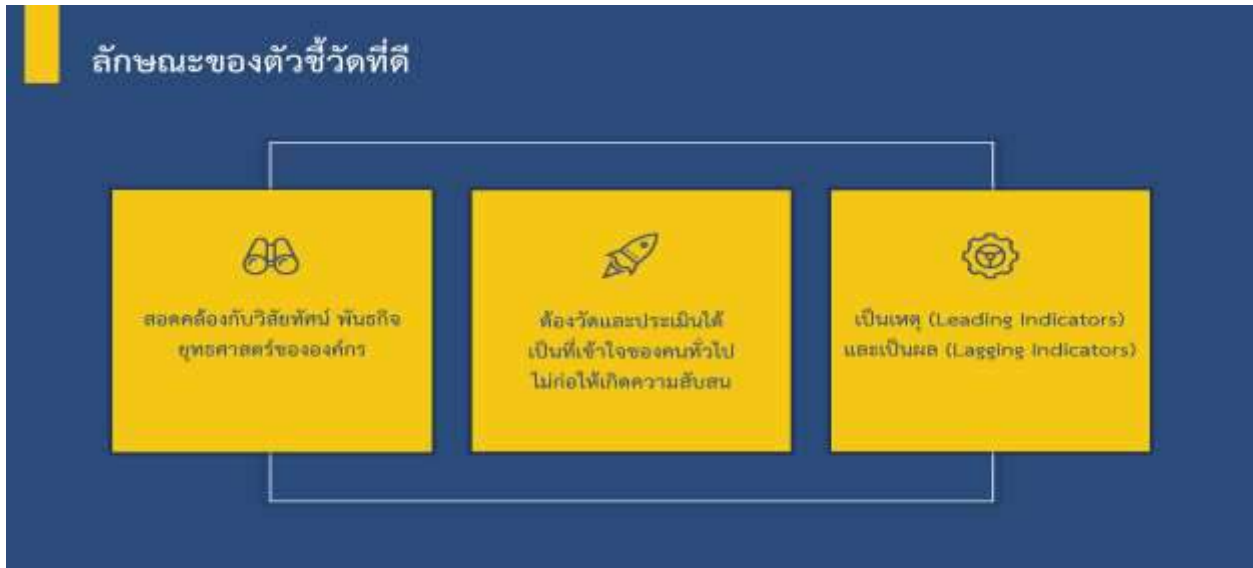 ลักษณะของตัวชี้วัดที่ดี
สอดคล้องกับวิสัยทัศน์ พันธกิจ
ยุทธศาสตร์ขององค์กร
ต้องวัดและประเมินได้
เป็นที่เข้าใจของคนทั่วไป
ไม่ก่อให้เกิดความสับสน
เป็นเหตุ (Leading Indicators)
และเป็นผล (Lagging Indicators)